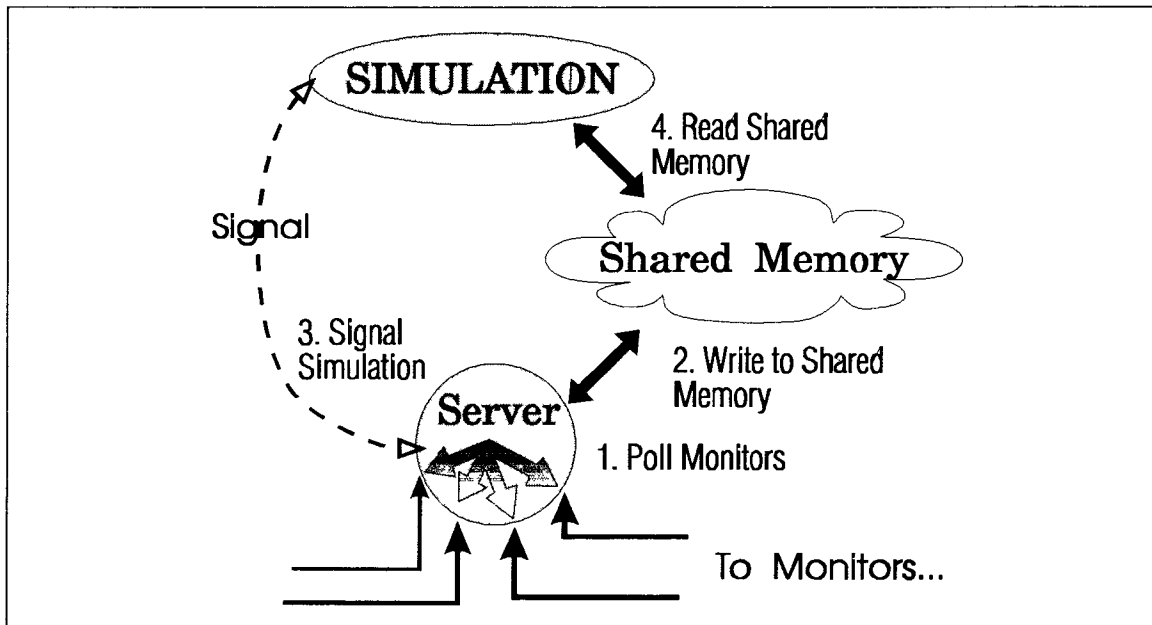 SIMULATION
4. Read Shared
Memory
Signal
Shared Memory
3. Signal
Simulation
2. Write to Shared
Memory
Server
1. Poll Monitors
To Monitors...